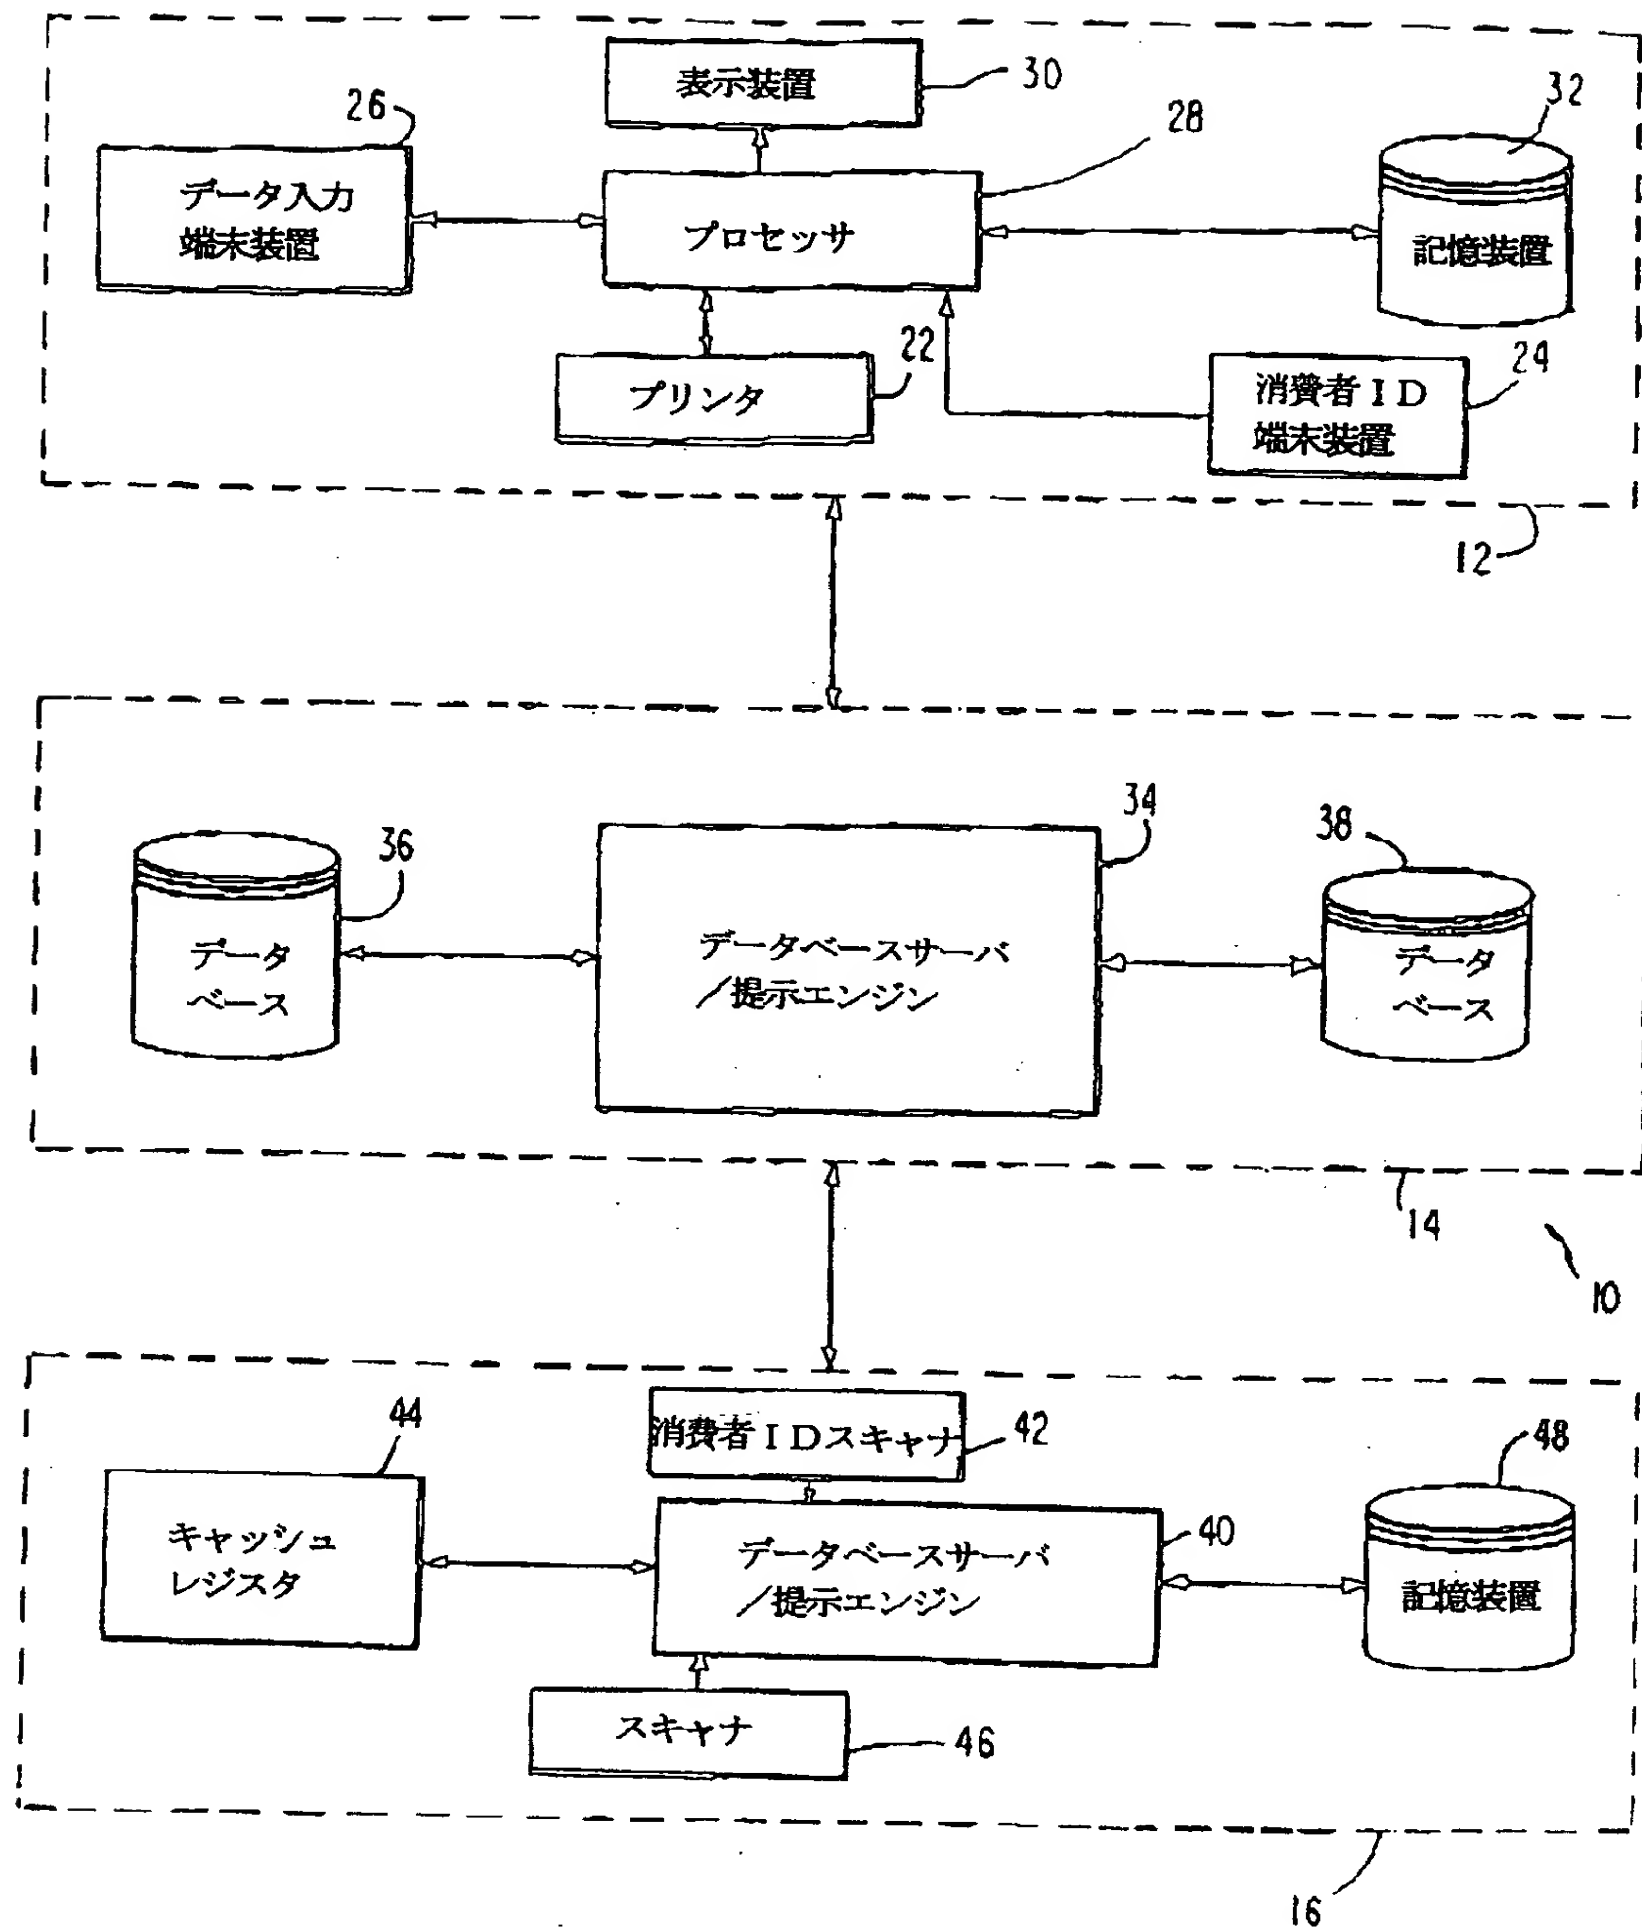 表示装置
30
32
26
28
データ入力
端末装置
プロセッサ
記憶装置
22
24
プリンタ
消費者ID
端末装置
12
34
38
36
データベースサーバ
/提示エンジン
データ
ベース
データ
ベース
14
10
44
消費者IDスキャナ
42
48
キャッシュ
レジスタ
データベースサーバ
/提示エンジン
40
記憶装置
スキャナ
46
16